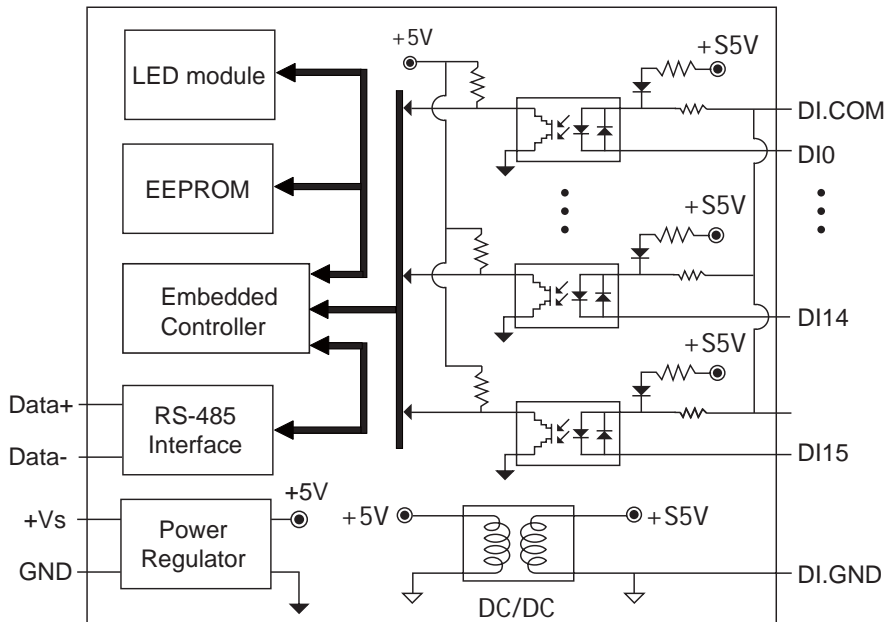 LED module
EEPROM
Embedded
Controller
RS-485
Interface
Data+
Data-
Power
Regulator
+Vs
GND
+5V
+5V
+S5V
DI.COM
DI0
+S5V
DI14
+S5V
DI15
+5V
+S5V
DC/DC
DI.GND